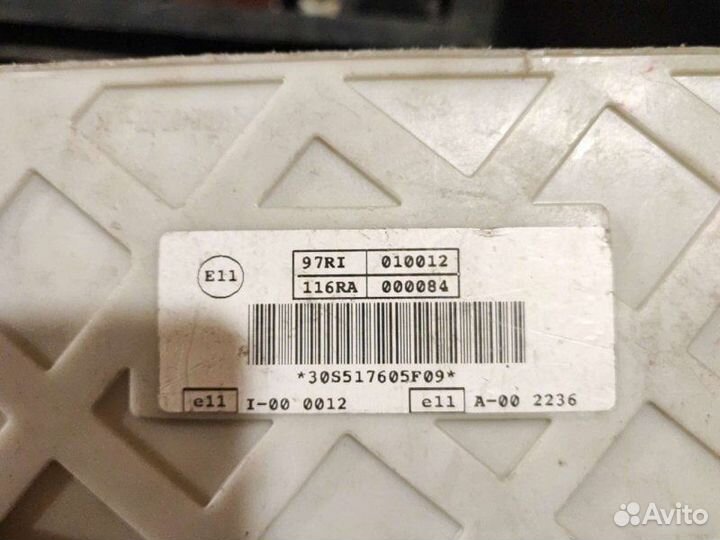 E11
97RI 010012
116RA 000084
*30S517605F09*
e11 I-00 0012 e11 A-00 2236
Avito